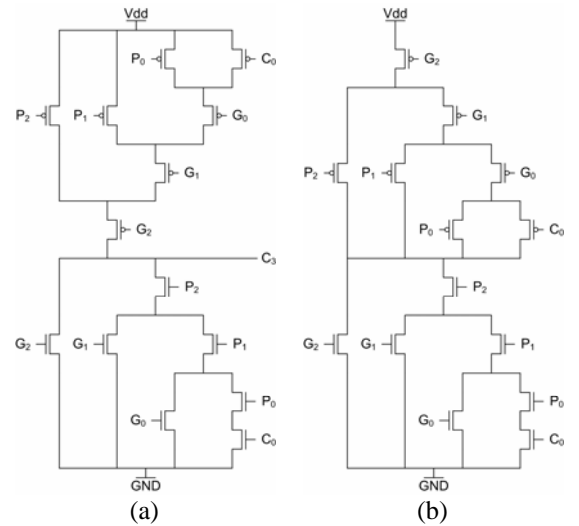 Vdd
Vdd
P₀
C₀
G₂
P₂
P₁
G₀
G₁
G₁
P₂
P₁
G₀
G₂
P₀
C₀
C₃
P₂
P₂
G₂
G₁
P₁
G₂
G₁
P₁
G₀
P₀
G₀
P₀
C₀
C₀
GND
GND
(a)
(b)